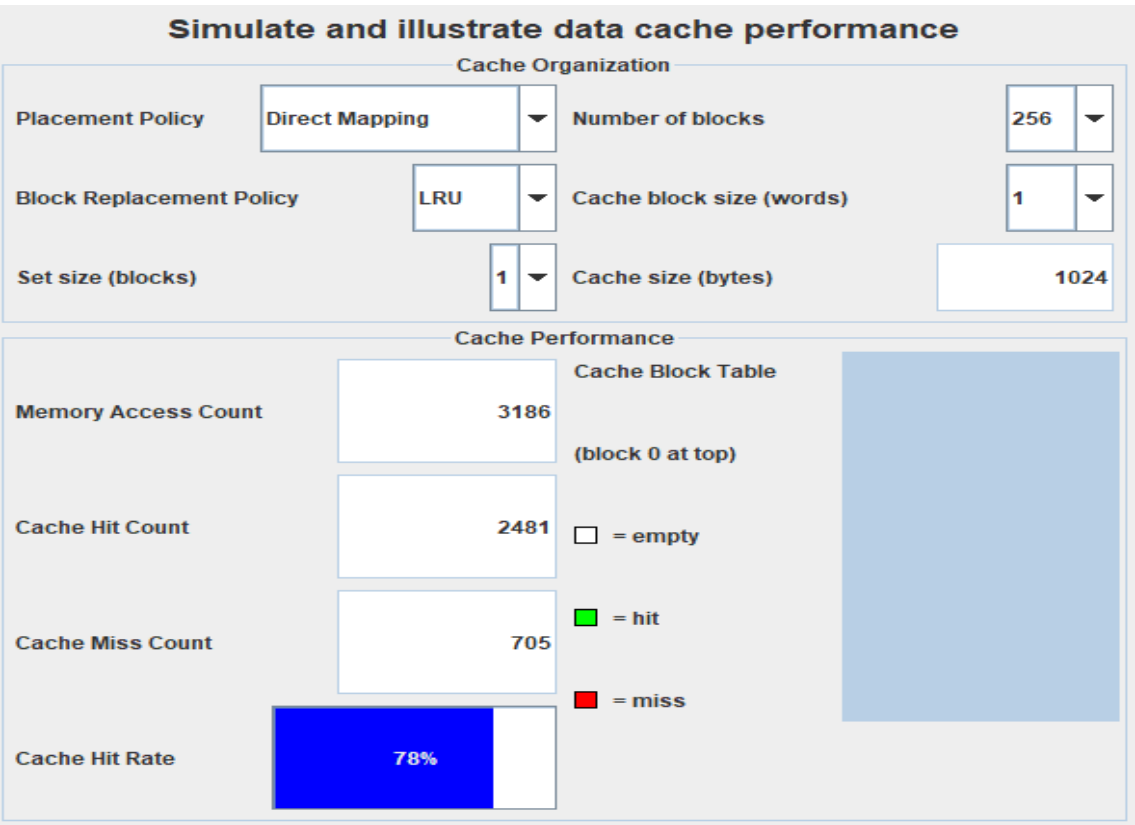 Simulate and illustrate data cache performance
Cache Organization
Placement Policy Direct Mapping Number of blocks 256
Block Replacement Policy LRU Cache block size (words) 1
Set size (blocks) 1 Cache size (bytes) 1024
Cache Performance
Cache Block Table
Memory Access Count 3186
(block 0 at top)
Cache Hit Count 2481 = empty
= hit
Cache Miss Count 705
= miss
Cache Hit Rate 78%